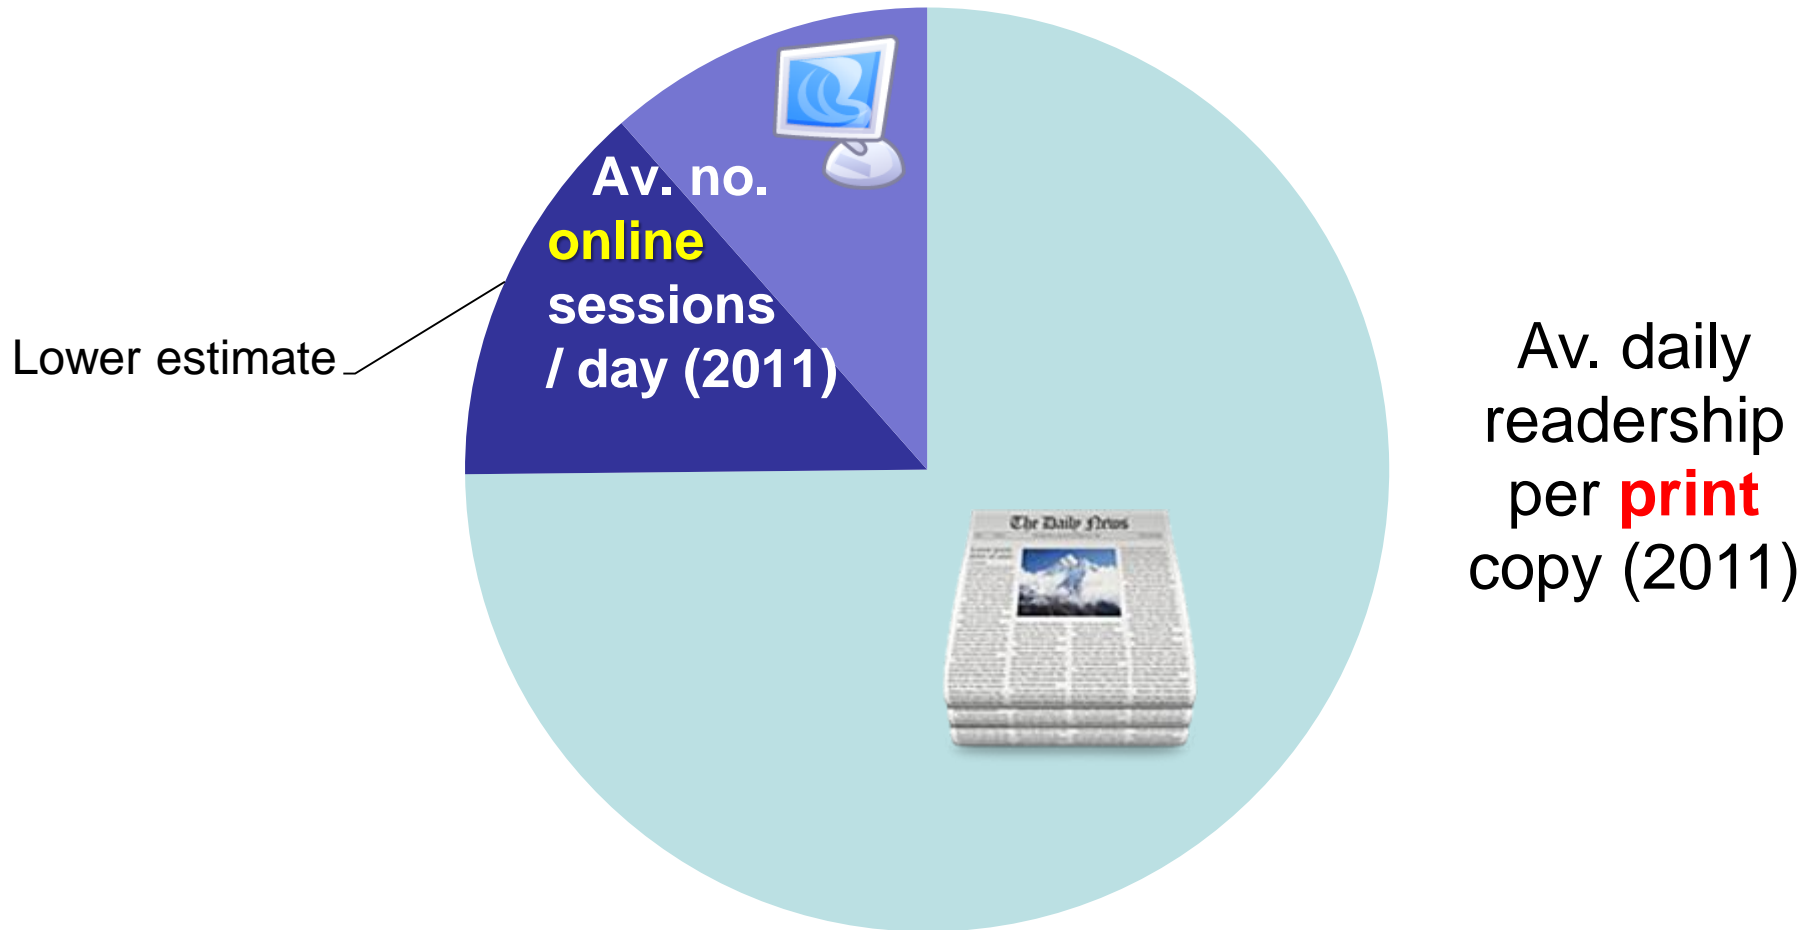 Av. no.
online
sessions
/ day (2011)
Lower estimate
Av. daily
readership
per print
copy (2011)
The Daily News